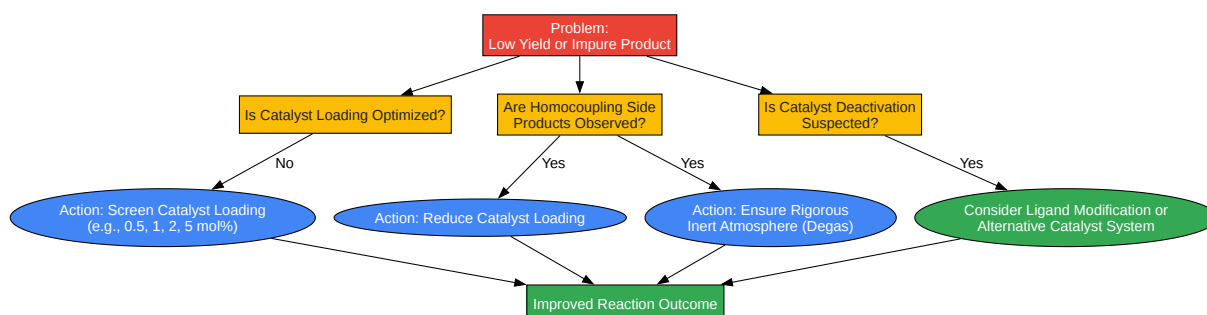 Problem:
Low Yield or Impure Product
Is Catalyst Loading Optimized?
Are Homocoupling Side
Products Observed?
Is Catalyst Deactivation
Suspected?
No
Yes
Yes
Yes
Action: Screen Catalyst Loading
(e.g., 0.5, 1, 2, 5 mol%)
Action: Reduce Catalyst Loading
Action: Ensure Rigorous
Inert Atmosphere (Degas)
Consider Ligand Modification or
Alternative Catalyst System
Improved Reaction Outcome